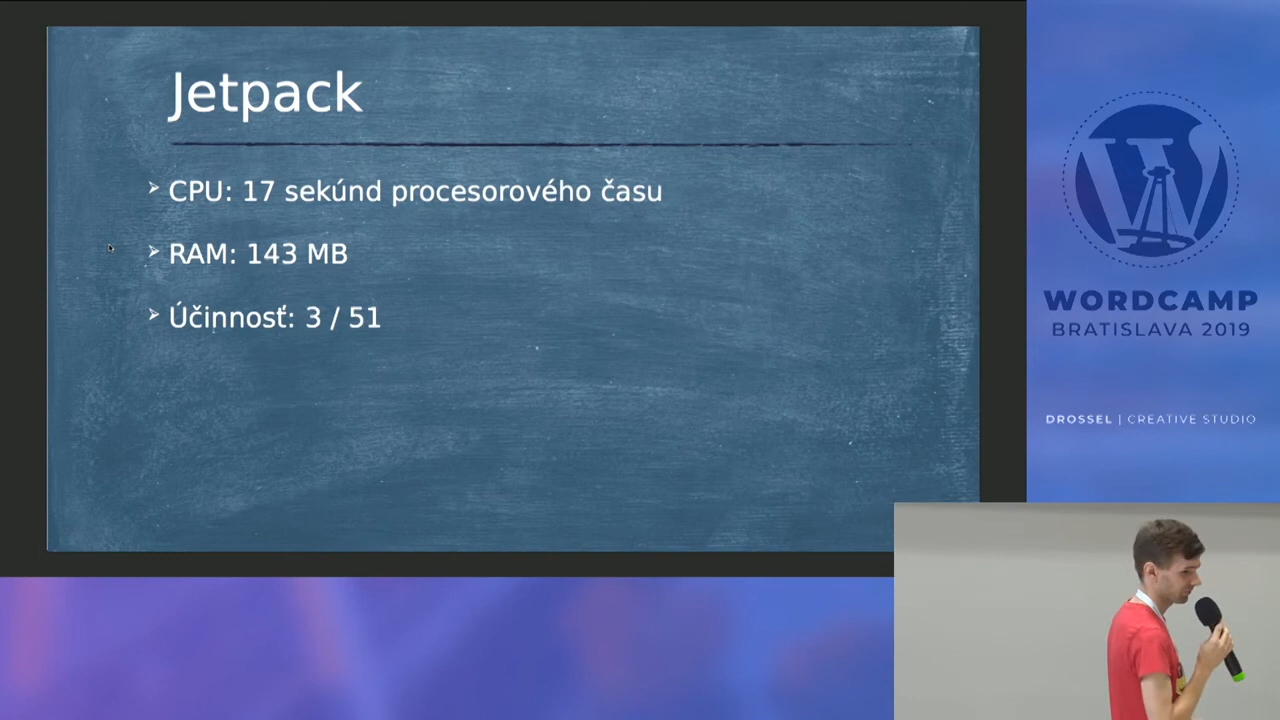 Jetpack
CPU: 17 sekúnd procesorového času
RAM: 143 MB
Účinnosť: 3 / 51
WORDCAMP
BRATISLAVA 2019
DROSSEL | CREATIVE STUDIO